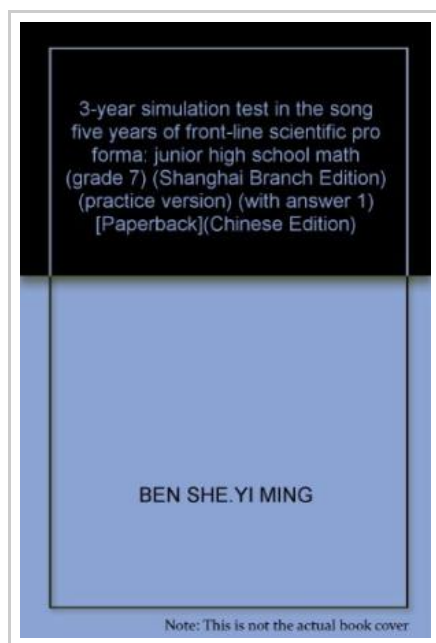 3-year simulation test in the song
five years of front-line scientific pro
forma: junior high school math
(grade 7) (Shanghai Branch Edition)
(practice version) (with answer 1)
[Paperback](Chinese Edition)
BEN SHE.YI MING
Note: This is not the actual book cover